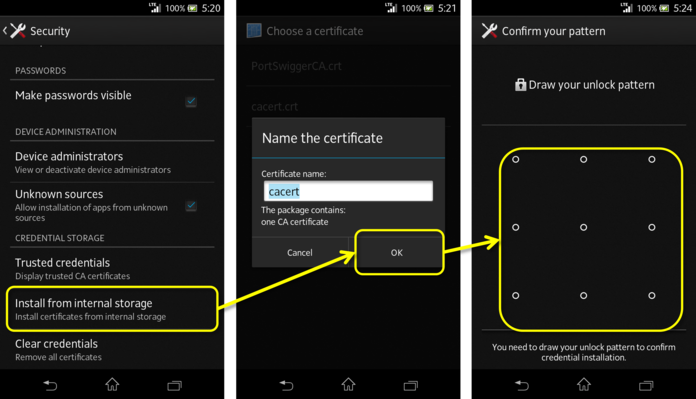 LTE 100% 5:20
Security
PASSWORDS
Make passwords visible
DEVICE ADMINISTRATION
Device administrators
View or deactivate device administrators
Unknown sources
Allow installation of apps from unknown
sources
CREDENTIAL STORAGE
Trusted credentials
Display trusted CA certificates
Install from internal storage
Install certificates from internal storage
Clear credentials
Remove all certificates
LTE 100% 5:21
Choose a certificate
PortSwiggerCA.crt
cacert.crt
Name the certificate
Certificate name:
cacert
The package contains:
one CA certificate
Cancel OK
LTE 100% 5:24
Confirm your pattern
Draw your unlock pattern
You need to draw your unlock pattern to confirm
credential installation.